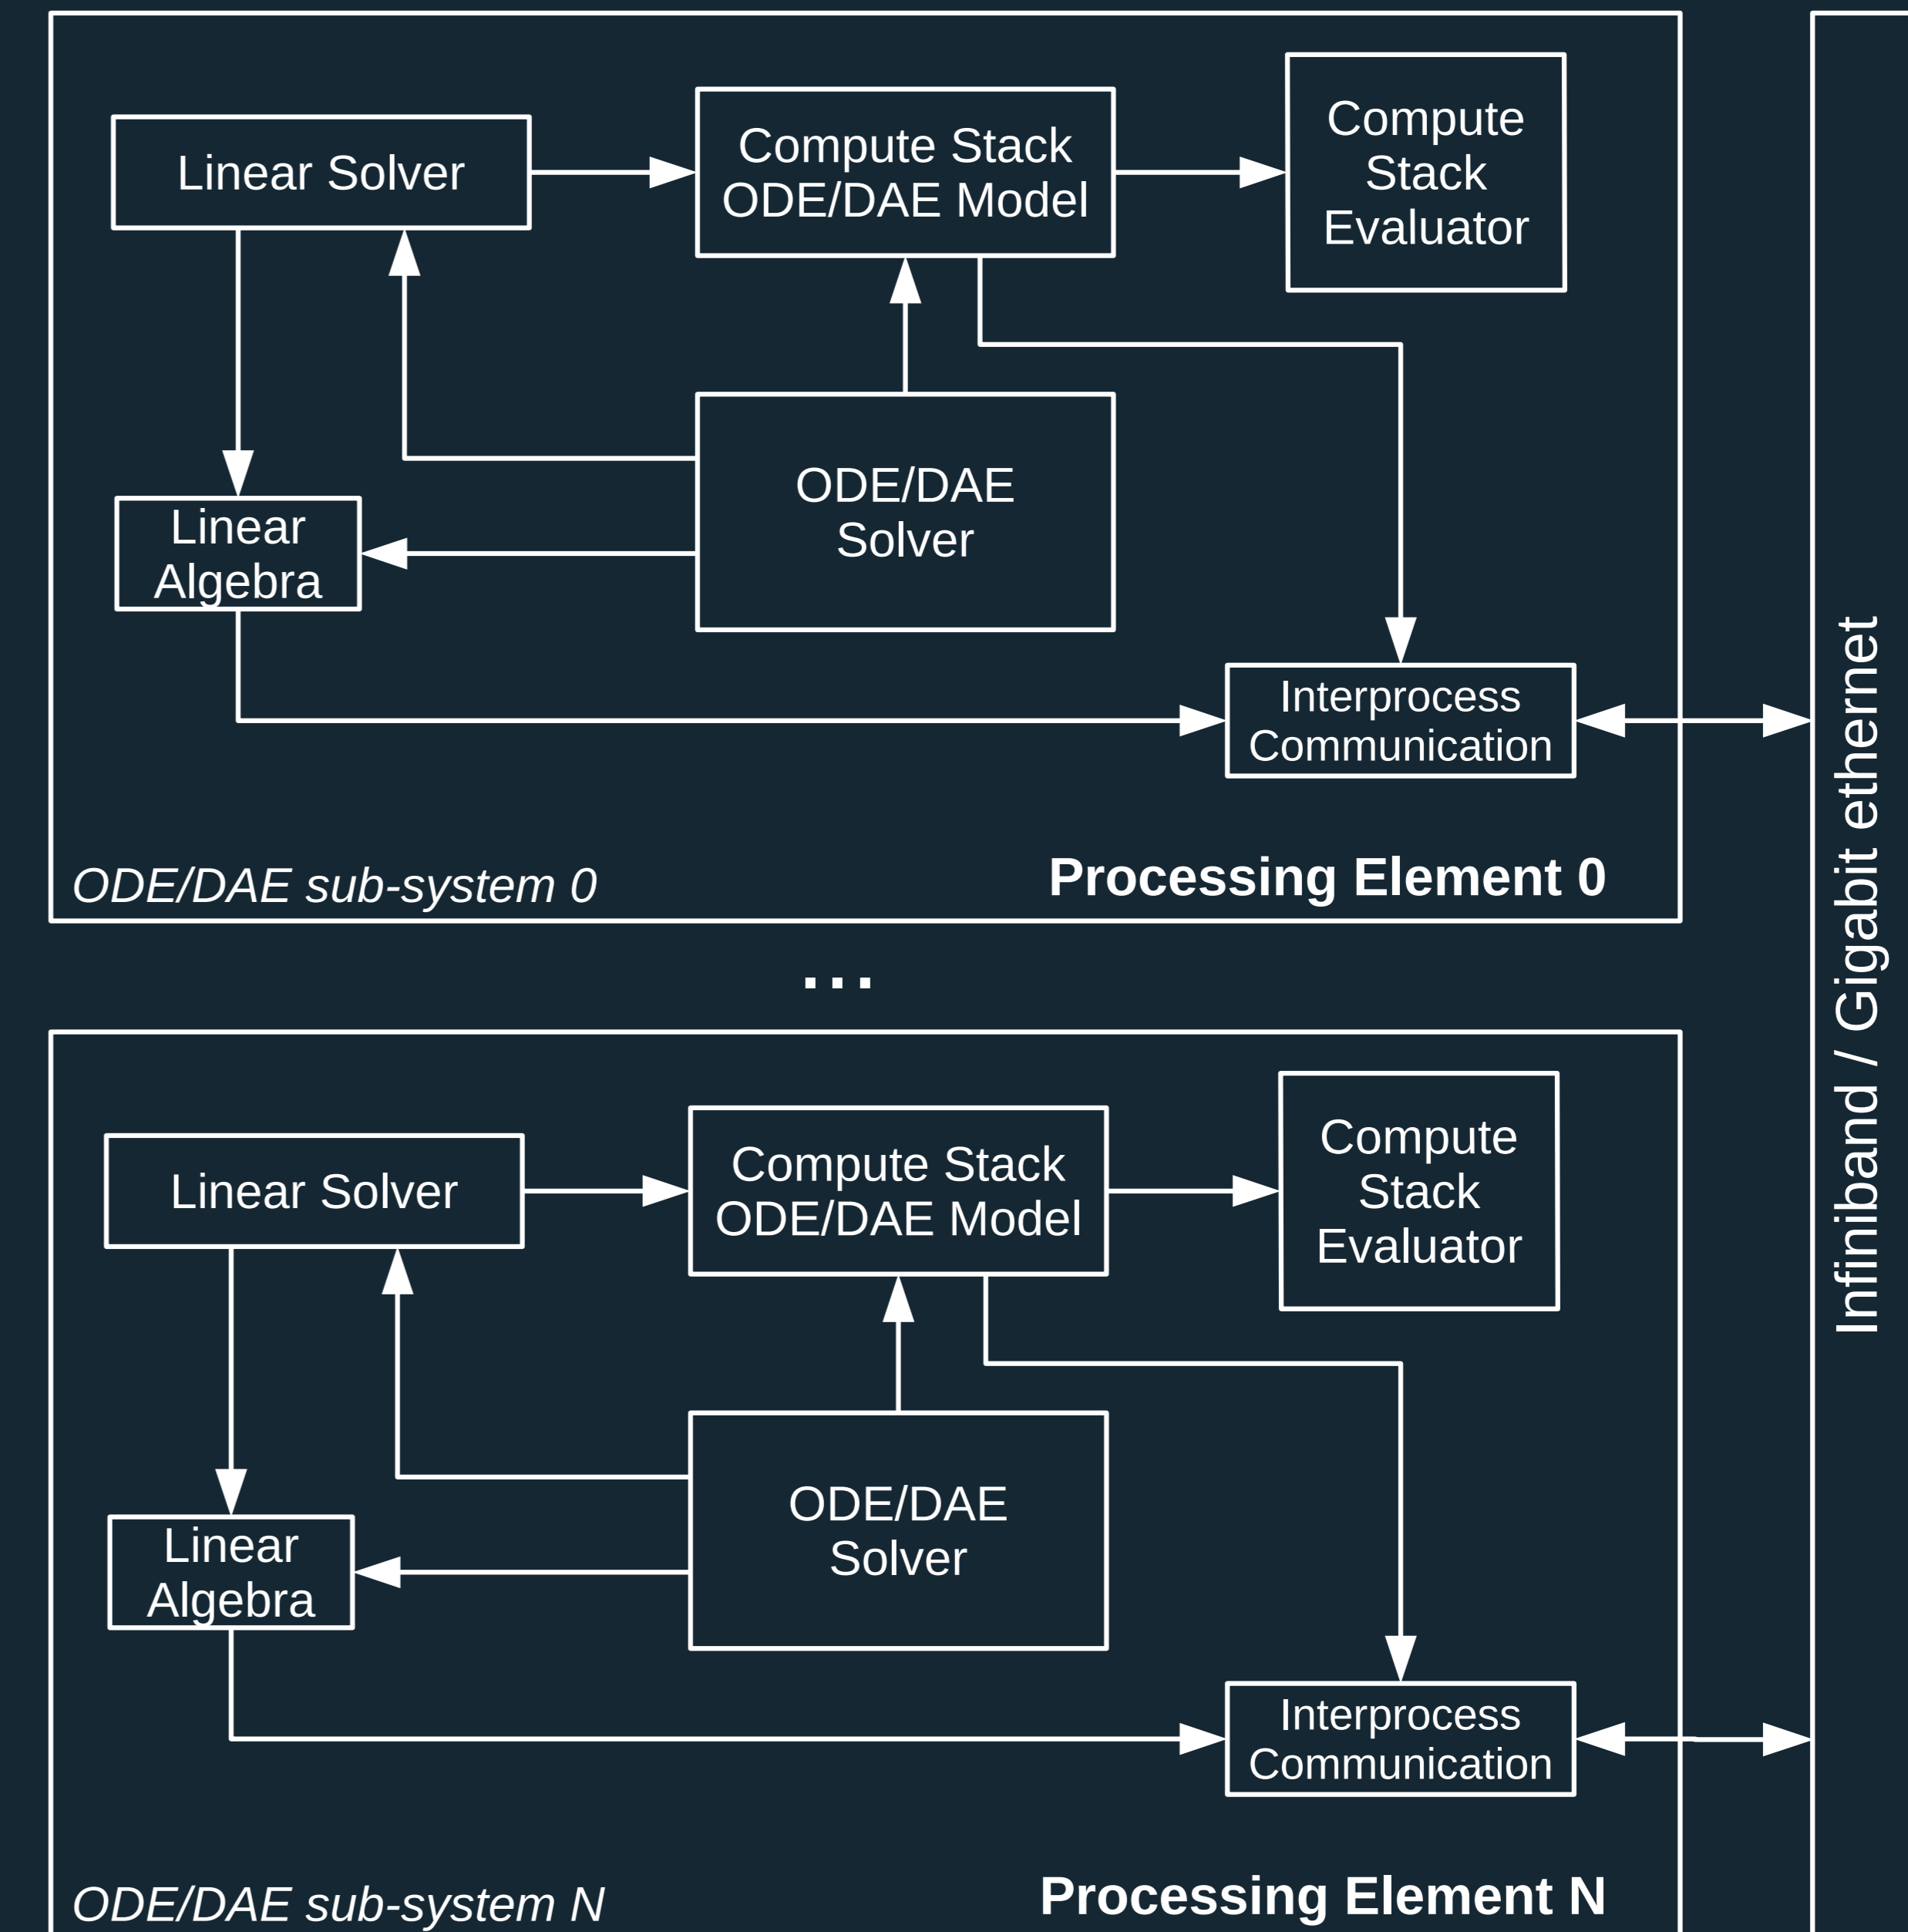 Linear Solver
Compute Stack
ODE/DAE Model
Compute
Stack
Evaluator
ODE/DAE
Solver
Linear
Algebra
Interprocess
Communication
ODE/DAE sub-system 0
Processing Element 0
...
Linear Solver
Compute Stack
ODE/DAE Model
Compute
Stack
Evaluator
ODE/DAE
Solver
Linear
Algebra
Interprocess
Communication
ODE/DAE sub-system N
Processing Element N
Infiniband / Gigabit ethernet